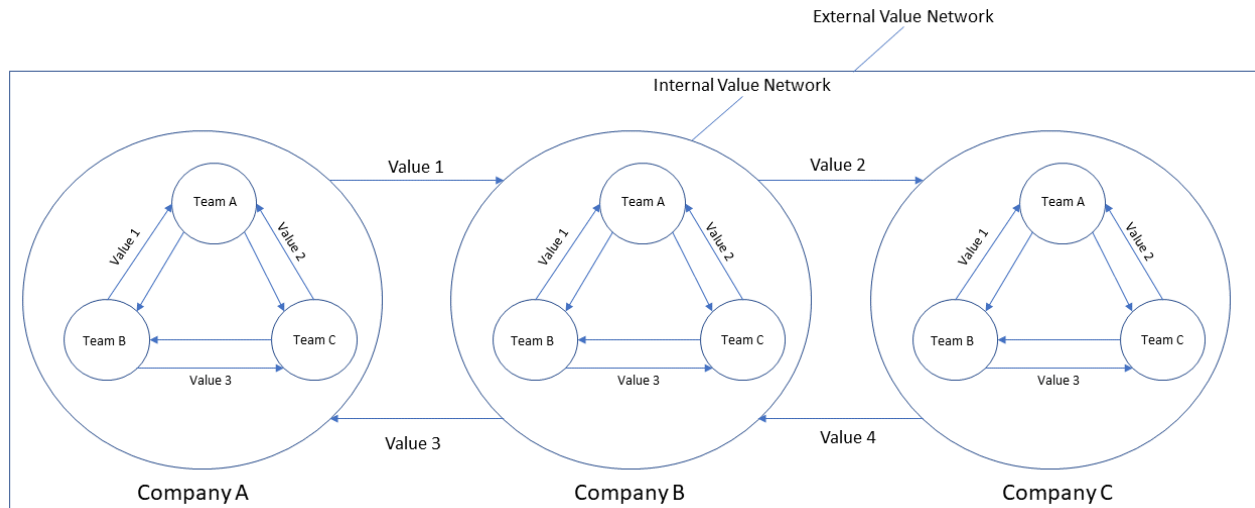 External Value Network
Internal Value Network
Value 1
Value 2
Team A
Value 1
Value 2
Team B
Team C
Value 3
Team A
Value 1
Value 2
Team B
Team C
Value 3
Team A
Value 1
Value 2
Team B
Team C
Value 3
Value 3
Value 4
Company A
Company B
Company C